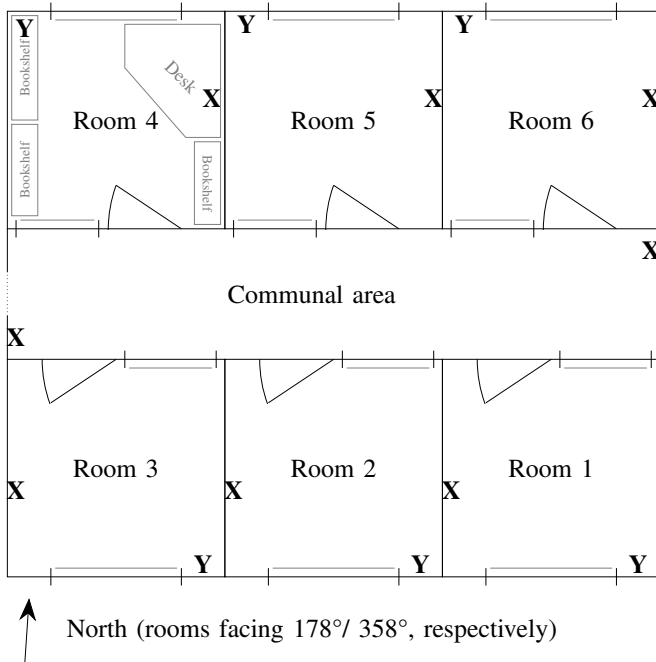 Y Y Y
Bookshelf
Desk
X X X
Room 4 Room 5 Room 6
Bookshelf
Bookshelf
X
Communal area
X
Room 3 Room 2 Room 1
X X X
Y Y Y
North (rooms facing 178°/ 358°, respectively)